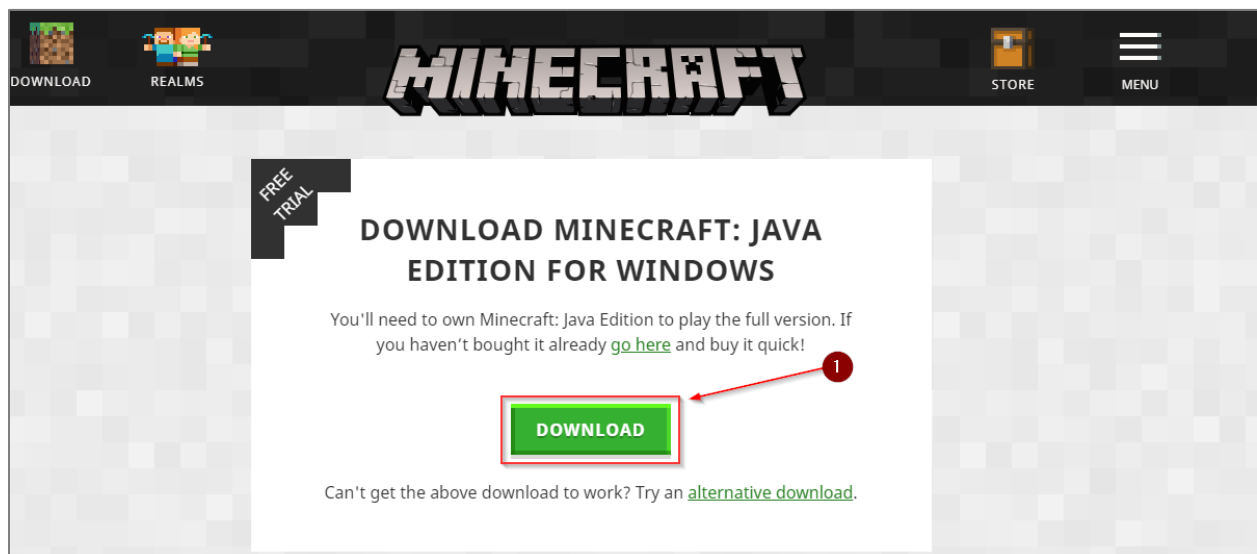 DOWNLOAD
REALMS
MINECRAFT
STORE
MENU
FREE
TRIAL
DOWNLOAD MINECRAFT: JAVA
EDITION FOR WINDOWS
You'll need to own Minecraft: Java Edition to play the full version. If
you haven't bought it already go here and buy it quick!
1
DOWNLOAD
Can't get the above download to work? Try an alternative download.